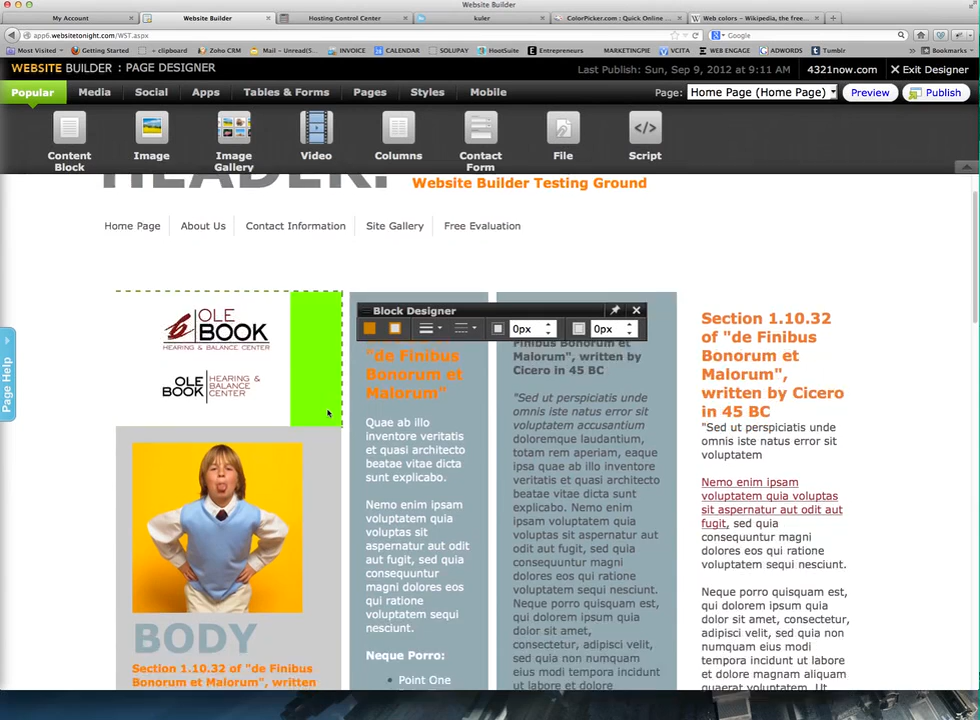 Website Builder
My Account
Website Builder
Hosting Control Center
kuler
ColorPicker.com : Quick Online ...
Web colors – Wikipedia, the free...
app6.websitetonight.com/WST.aspx
Google
Most Visited
Getting Started
+ clipboard
Zoho CRM
Mail – Unread(5...
INVOICE
CALENDAR
SOLUPAY
HootSuite
Entrepreneurs
MARKETINGPIE
VCITA
WEB ENGAGE
ADWORDS
Tumblr
Bookmarks
WEBSITE BUILDER : PAGE DESIGNER
Last Publish: Sun, Sep 9, 2012 @ 9:11 AM
4321now.com
Exit Designer
Popular
Media
Social
Apps
Tables & Forms
Pages
Styles
Mobile
Page:
Home Page (Home Page)
Preview
Publish
Content Block
Image
Image Gallery
Video
Columns
Contact Form
File
Script
HEADER.
Website Builder Testing Ground
Home Page
About Us
Contact Information
Site Gallery
Free Evaluation
Page Help
OLE
BOOK
HEARING & BALANCE CENTER
OLE
BOOK
HEARING &
BALANCE
CENTER
BODY
Section 1.10.32 of "de Finibus
Bonorum et Malorum", written
Block Designer
0px
0px
"de Finibus
Bonorum et
Malorum"
Quae ab illo
inventore veritatis
et quasi architecto
beatae vitae dicta
sunt explicabo.
Nemo enim ipsam
voluptatem quia
voluptas sit
aspernatur aut odit
aut fugit, sed quia
consequuntur
magni dolores eos
qui ratione
voluptatem sequi
nesciunt.
Neque Porro:
Point One
Finibus Bonorum et
Malorum", written by
Cicero in 45 BC
"Sed ut perspiciatis unde
omnis iste natus error sit
voluptatem accusantium
doloremque laudantium,
totam rem aperiam, eaque
ipsa quae ab illo inventore
veritatis et quasi architecto
beatae vitae dicta sunt
explicabo. Nemo enim
ipsam voluptatem quia
voluptas sit aspernatur aut
odit aut fugit, sed quia
consequuntur magni
dolores eos qui ratione
voluptatem sequi nesciunt.
Neque porro quisquam est,
qui dolorem ipsum quia
dolor sit amet,
consectetur, adipisci velit,
sed quia non numquam
eius modi tempora incidunt
ut labore et dolore
Section 1.10.32
of "de Finibus
Bonorum et
Malorum",
written by Cicero
in 45 BC
"Sed ut perspiciatis unde
omnis iste natus error sit
voluptatem
Nemo enim ipsam
voluptatem quia voluptas
sit aspernatur aut odit aut
fugit, sed quia
consequuntur magni
dolores eos qui ratione
voluptatem sequi nesciunt.
Neque porro quisquam est,
qui dolorem ipsum quia
dolor sit amet, consectetur,
adipisci velit, sed quia non
numquam eius modi
tempora incidunt ut labore
et dolore magnam aliquam
quaerat voluptatem. Ut